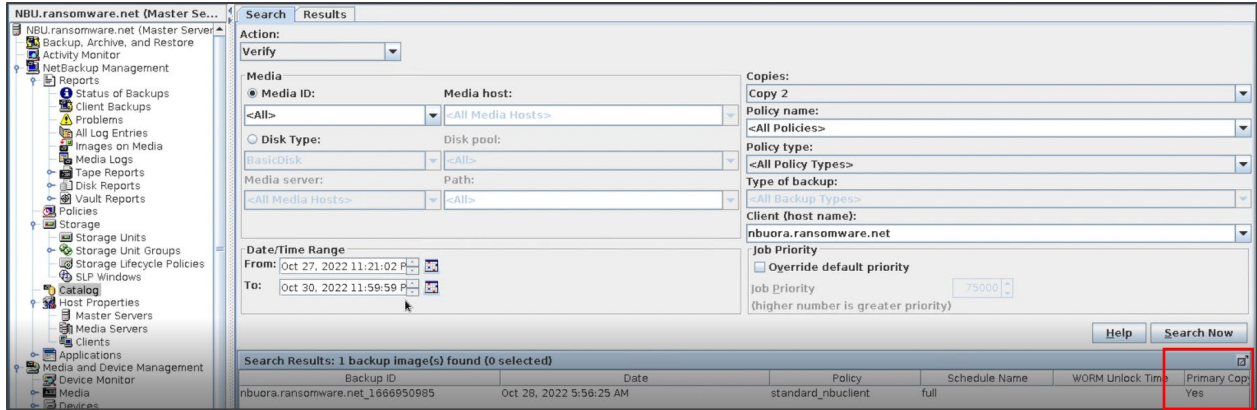 NBU.ransomware.net (Master Se...
NBU.ransomware.net (Master Server
Backup, Archive, and Restore
Activity Monitor
NetBackup Management
Reports
Status of Backups
Client Backups
Problems
All Log Entries
Images on Media
Media Logs
Tape Reports
Disk Reports
Vault Reports
Policies
Storage
Storage Units
Storage Unit Groups
Storage Lifecycle Policies
SLP Windows
Catalog
Host Properties
Master Servers
Media Servers
Clients
Applications
Media and Device Management
Device Monitor
Media
Devices
Search Results
Action:
Verify
Media
Media ID: Media host:
<All> <All Media Hosts>
Disk Type: Disk pool:
BasicDisk <All>
Media server: Path:
<All Media Hosts> <All>
Date/Time Range
From: Oct 27, 2022 11:21:02 P
To: Oct 30, 2022 11:59:59 P
Copies:
Copy 2
Policy name:
<All Policies>
Policy type:
<All Policy Types>
Type of backup:
<All Backup Types>
Client (host name):
nbuora.ransomware.net
Job Priority
Override default priority
Job Priority 75000
(higher number is greater priority)
Help Search Now
Search Results: 1 backup image(s) found (0 selected)
Backup ID Date Policy Schedule Name WORM Unlock Time Primary Copy
nbuora.ransomware.net_1666950985 Oct 28, 2022 5:56:25 AM standard_nbuclient full Yes